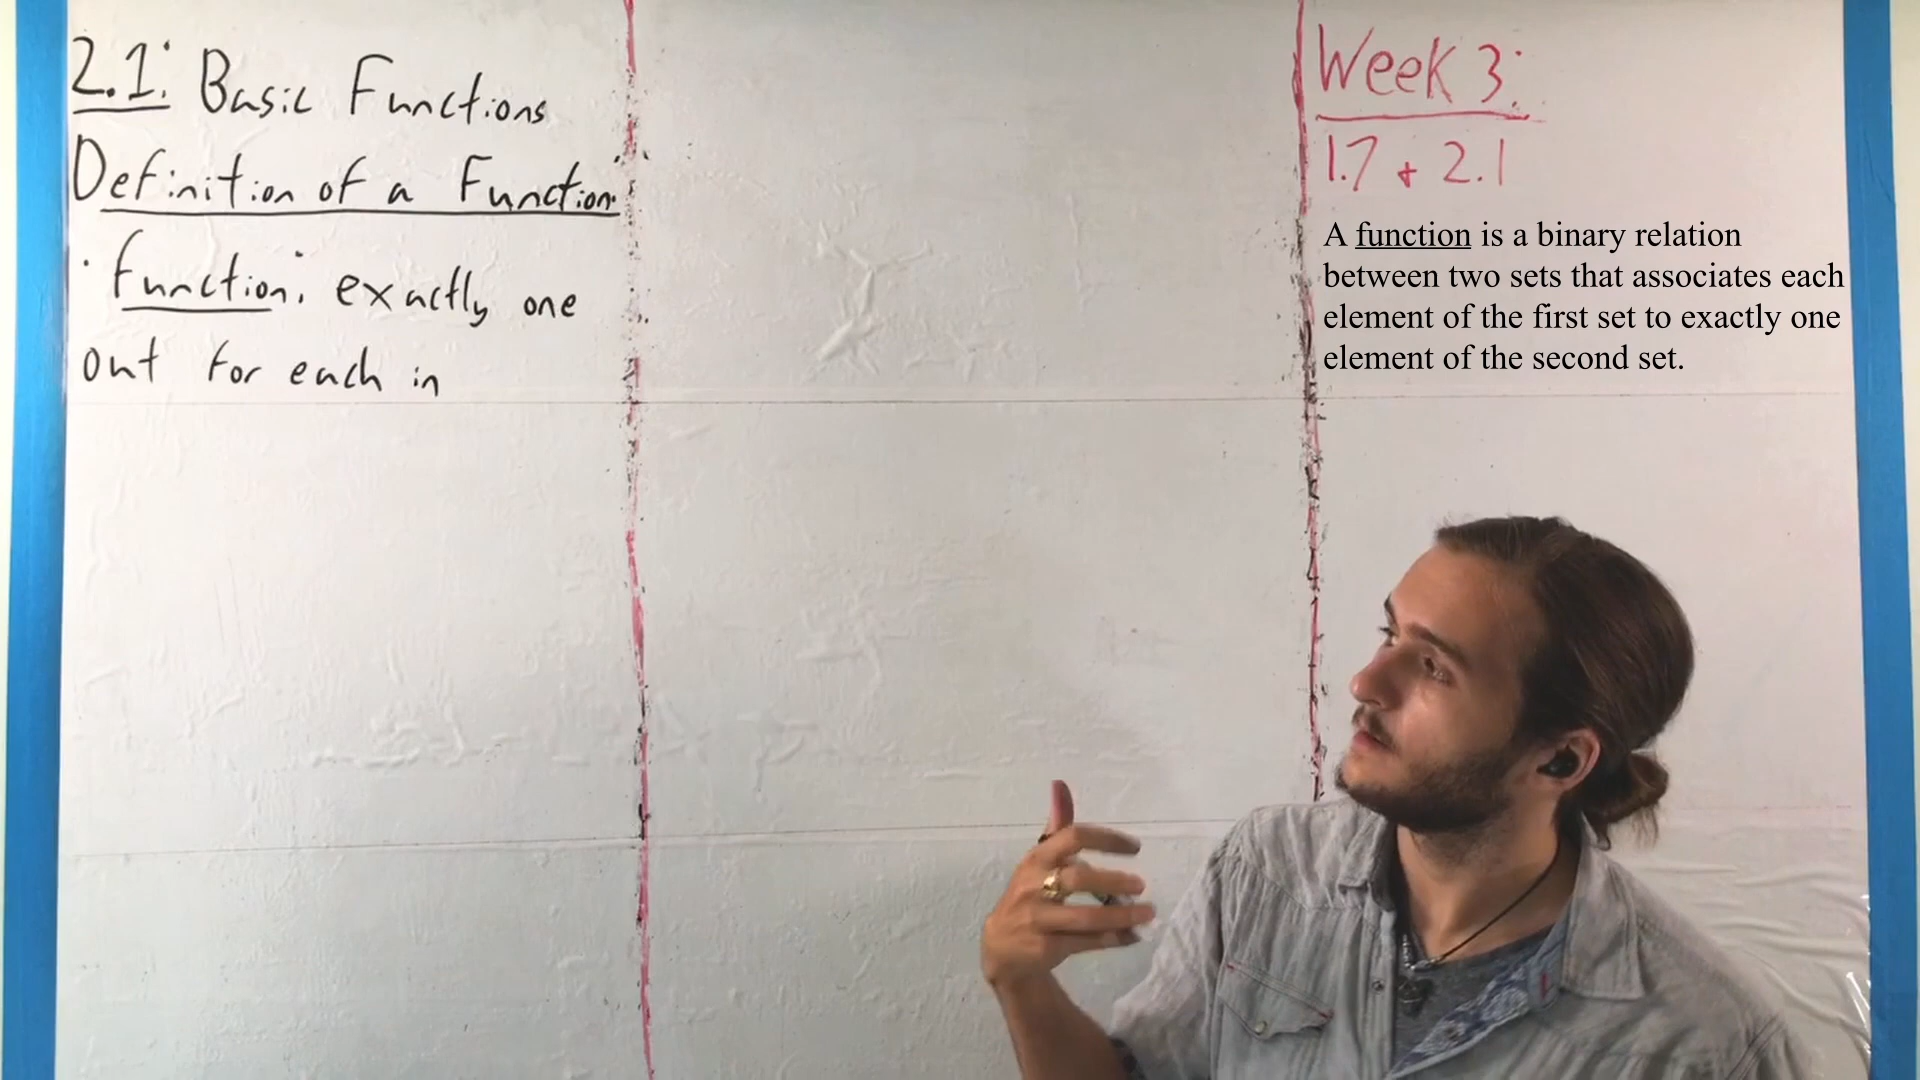 2.1: Basic Functions
Definition of a Function:
· Function: exactly one
out for each in
Week 3:
1.7 + 2.1
A function is a binary relation
between two sets that associates each
element of the first set to exactly one
element of the second set.